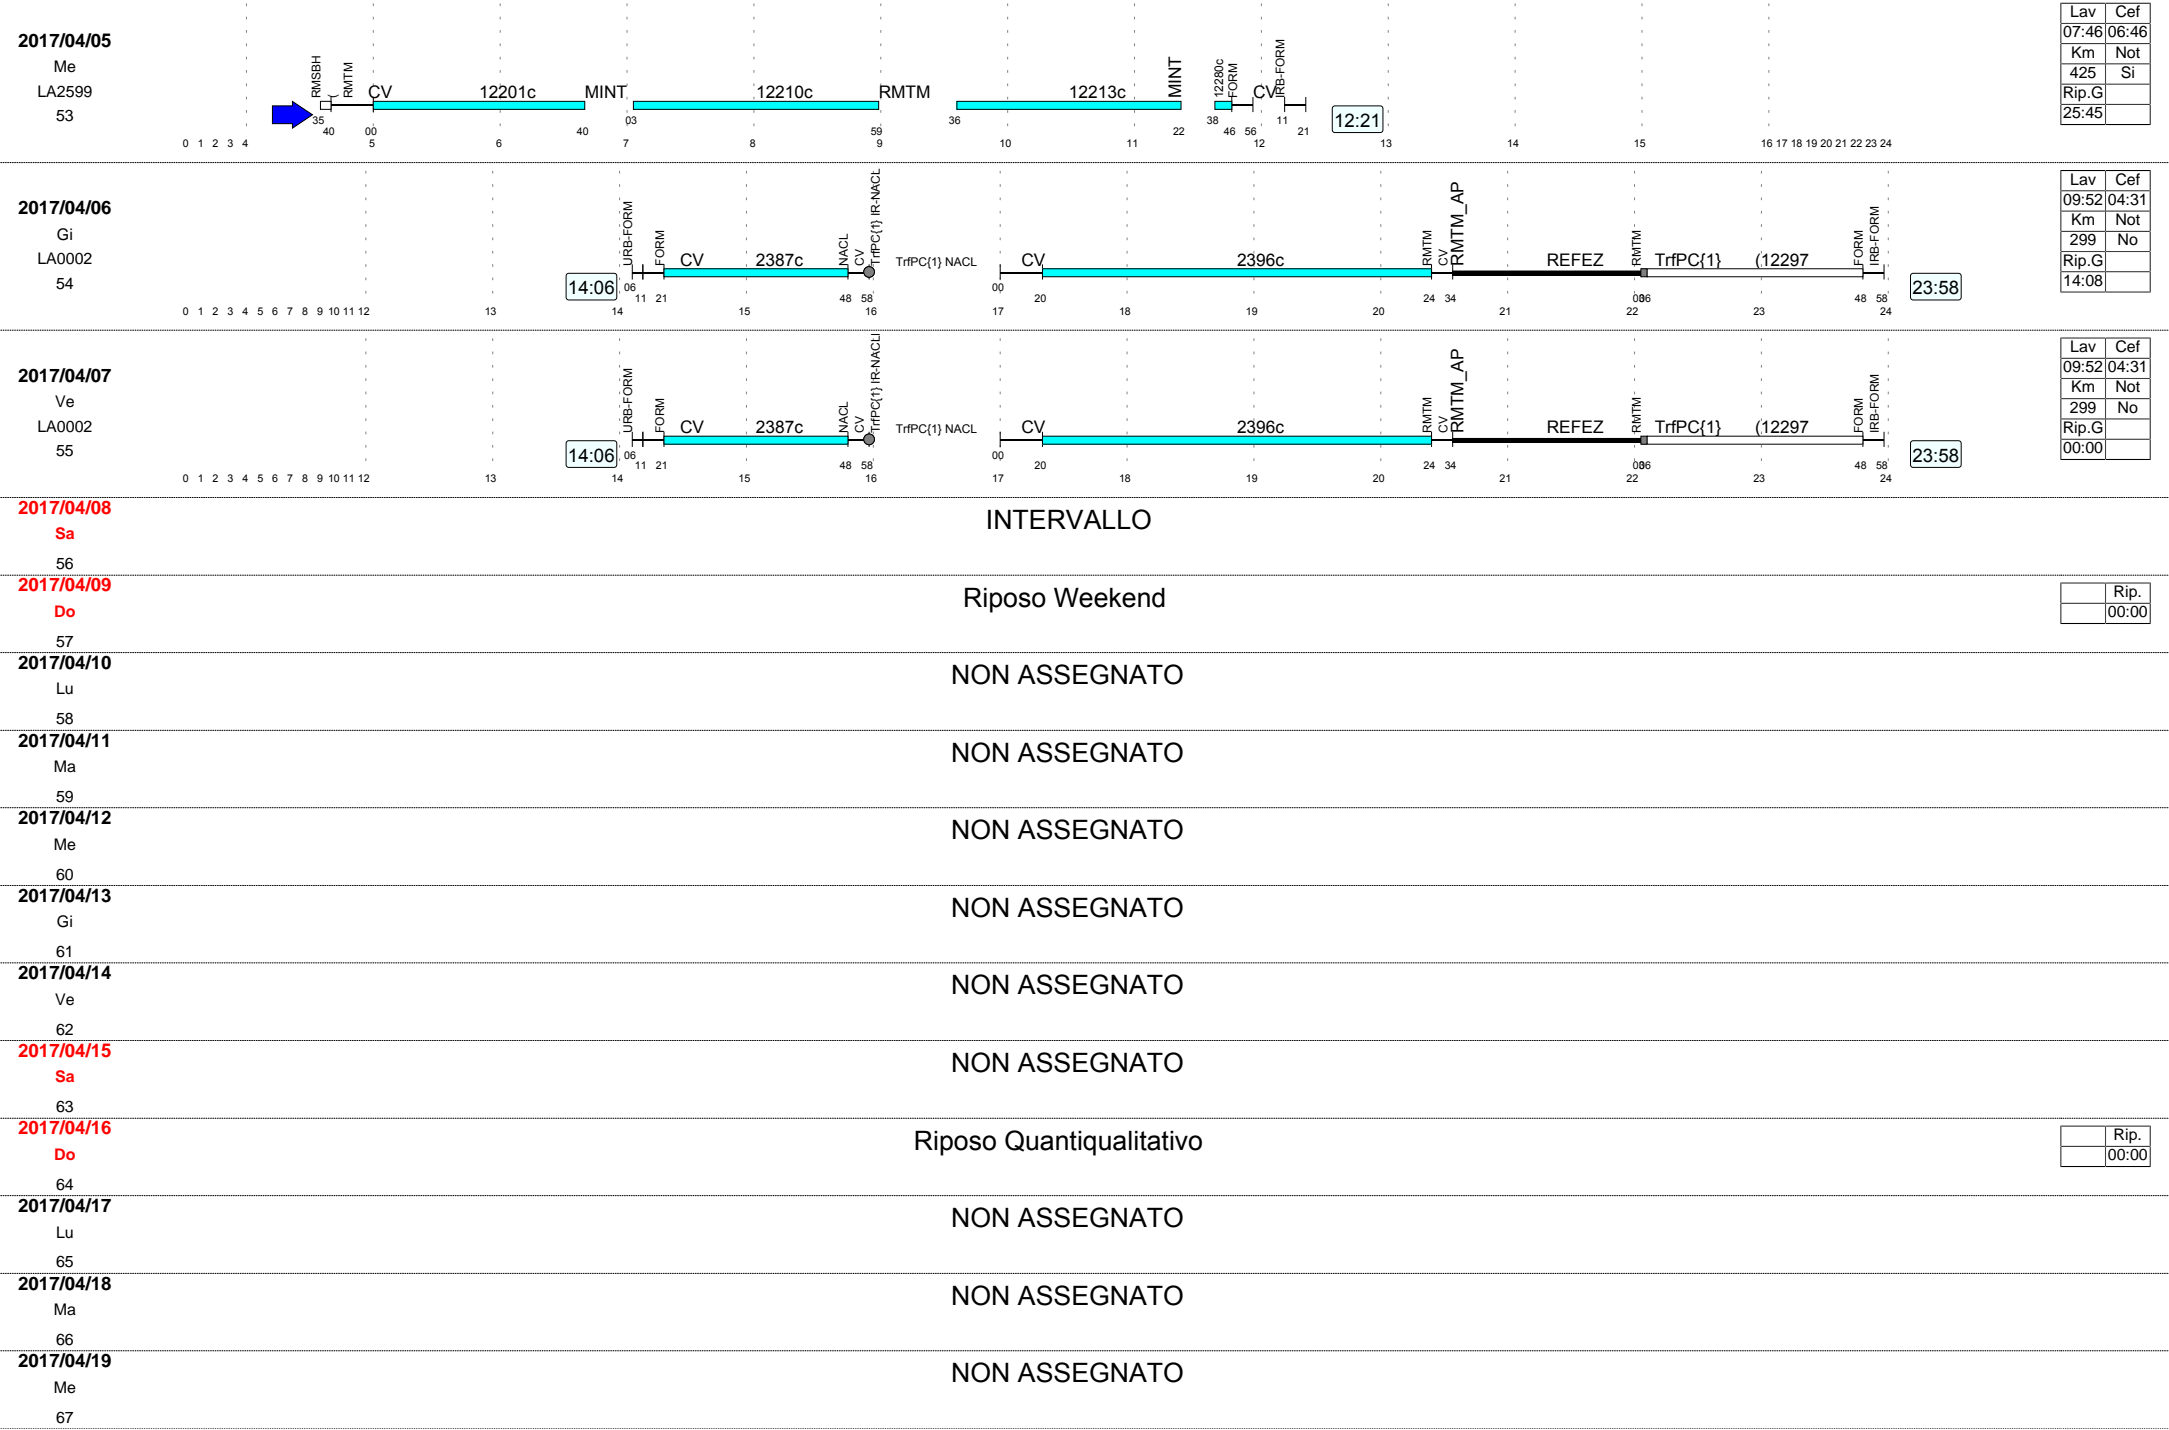 2017/04/05
Me
LA2599
53
RMSBH
(
RMTM
CV
12201c
MINT
12210c
RMTM
12213c
MINT
12280c
FORM
CV
IRB-FORM
12:21
35 40 00 40 03 59 36 22 38 46 56 11 21
0 1 2 3 4 5 6 7 8 9 10 11 12 13 14 15 16 17 18 19 20 21 22 23 24
Lav Cef
07:46 06:46
Km Not
425 Si
Rip.G
25:45
2017/04/06
Gi
LA0002
54
14:06
URB-FORM
FORM
CV
2387c
NACL
CV
TrfPC{1} IR-NACL
TrfPC{1} NACL
CV
2396c
RMTM
CV
RMTM_AP
REFEZ
RMTM
TrfPC{1} (12297
FORM
IRB-FORM
23:58
06 11 21 48 58 00 20 24 34 06 48 58
0 1 2 3 4 5 6 7 8 9 10 11 12 13 14 15 16 17 18 19 20 21 22 23 24
Lav Cef
09:52 04:31
Km Not
299 No
Rip.G
14:08
2017/04/07
Ve
LA0002
55
14:06
URB-FORM
FORM
CV
2387c
NACL
CV
TrfPC{1} IR-NACL
TrfPC{1} NACL
CV
2396c
RMTM
CV
RMTM_AP
REFEZ
RMTM
TrfPC{1} (12297
FORM
IRB-FORM
23:58
06 11 21 48 58 00 20 24 34 06 48 58
0 1 2 3 4 5 6 7 8 9 10 11 12 13 14 15 16 17 18 19 20 21 22 23 24
Lav Cef
09:52 04:31
Km Not
299 No
Rip.G
00:00
2017/04/08
Sa
56
INTERVALLO
2017/04/09
Do
57
Riposo Weekend
Rip.
00:00
2017/04/10
Lu
58
NON ASSEGNATO
2017/04/11
Ma
59
NON ASSEGNATO
2017/04/12
Me
60
NON ASSEGNATO
2017/04/13
Gi
61
NON ASSEGNATO
2017/04/14
Ve
62
NON ASSEGNATO
2017/04/15
Sa
63
NON ASSEGNATO
2017/04/16
Do
64
Riposo Quantiqualitativo
Rip.
00:00
2017/04/17
Lu
65
NON ASSEGNATO
2017/04/18
Ma
66
NON ASSEGNATO
2017/04/19
Me
67
NON ASSEGNATO